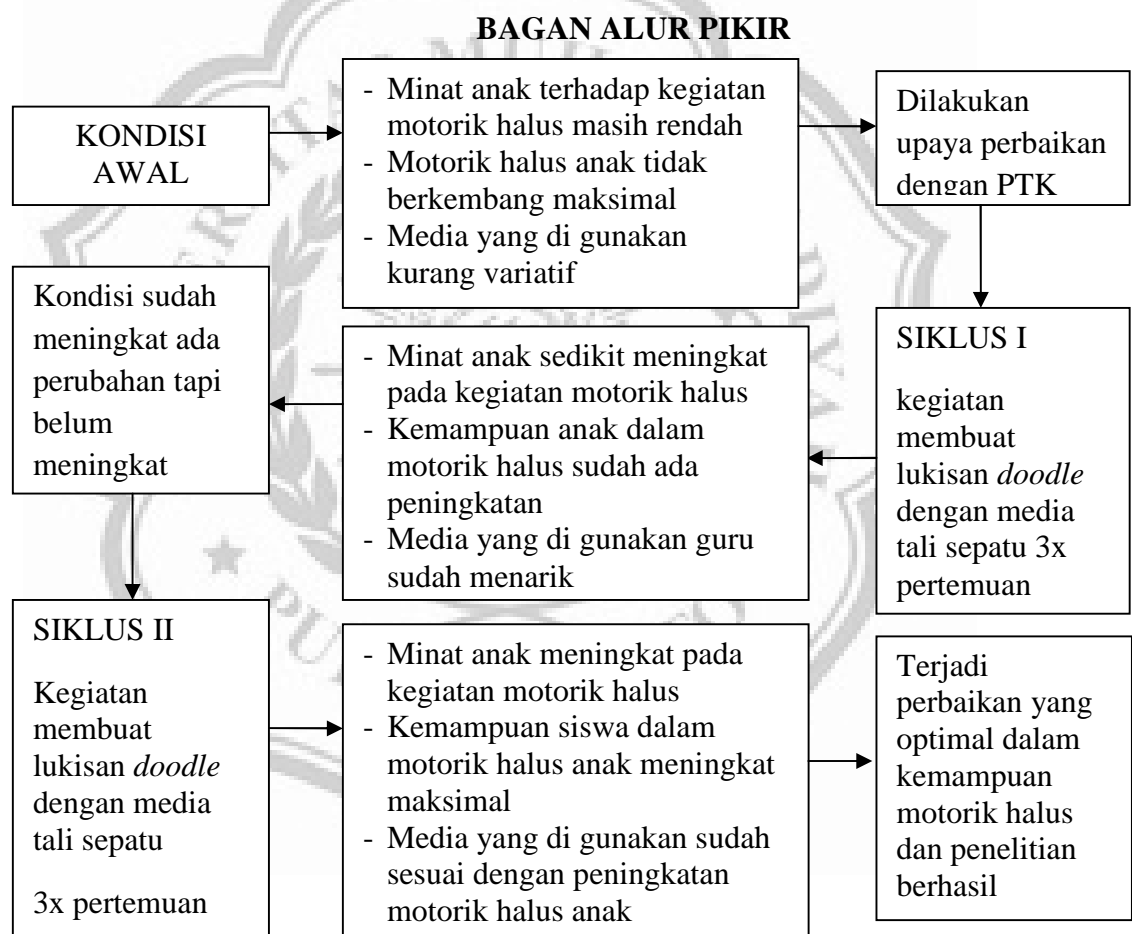 BAGAN ALUR PIKIR
KONDISI
AWAL
- Minat anak terhadap kegiatan
motorik halus masih rendah
- Motorik halus anak tidak
berkembang maksimal
- Media yang di gunakan
kurang variatif
Dilakukan
upaya perbaikan
dengan PTK
SIKLUS I
kegiatan
membuat
lukisan doodle
dengan media
tali sepatu 3x
pertemuan
- Minat anak sedikit meningkat
pada kegiatan motorik halus
- Kemampuan anak dalam
motorik halus sudah ada
peningkatan
- Media yang di gunakan guru
sudah menarik
Kondisi sudah
meningkat ada
perubahan tapi
belum
meningkat
SIKLUS II
Kegiatan
membuat
lukisan doodle
dengan media
tali sepatu
3x pertemuan
- Minat anak meningkat pada
kegiatan motorik halus
- Kemampuan siswa dalam
motorik halus anak meningkat
maksimal
- Media yang di gunakan sudah
sesuai dengan peningkatan
motorik halus anak
Terjadi
perbaikan yang
optimal dalam
kemampuan
motorik halus
dan penelitian
berhasil